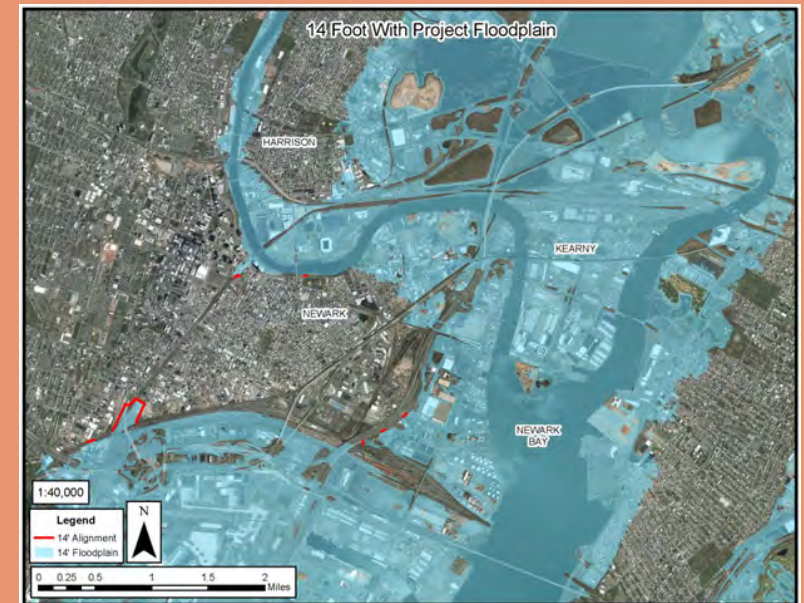 14 Foot With Project Floodplain
HARRISON
KEARNY
NEWARK
NEWARK
BAY
1:40,000
Legend
14' Alignment
14' Floodplain
N
0 0.25 0.5 1 1.5 2
Miles